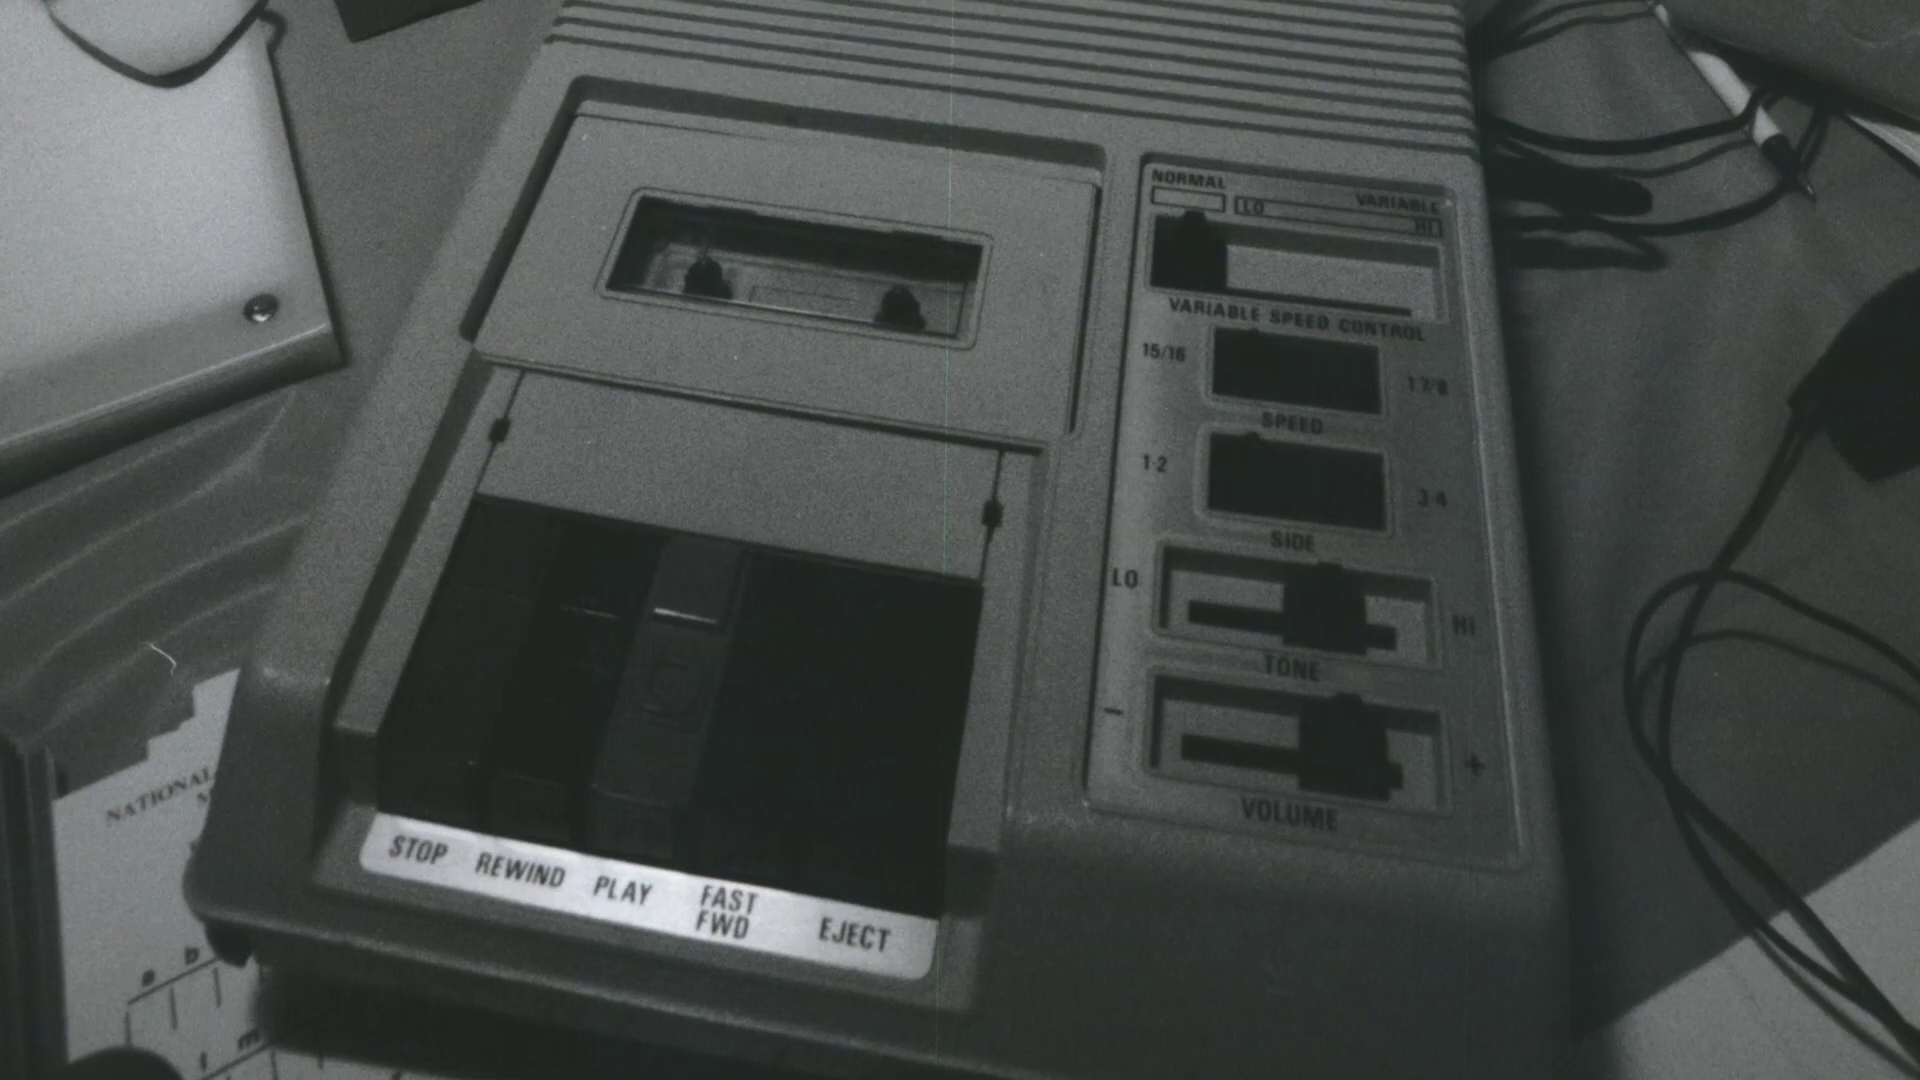 NORMAL
VARIABLE
LO
HI
VARIABLE SPEED CONTROL
15/16
1 7/8
SPEED
1-2
3-4
SIDE
LO
HI
TONE
-
+
VOLUME
STOP
REWIND
PLAY
FAST
FWD
EJECT
NATIONAL
M
a b
l m